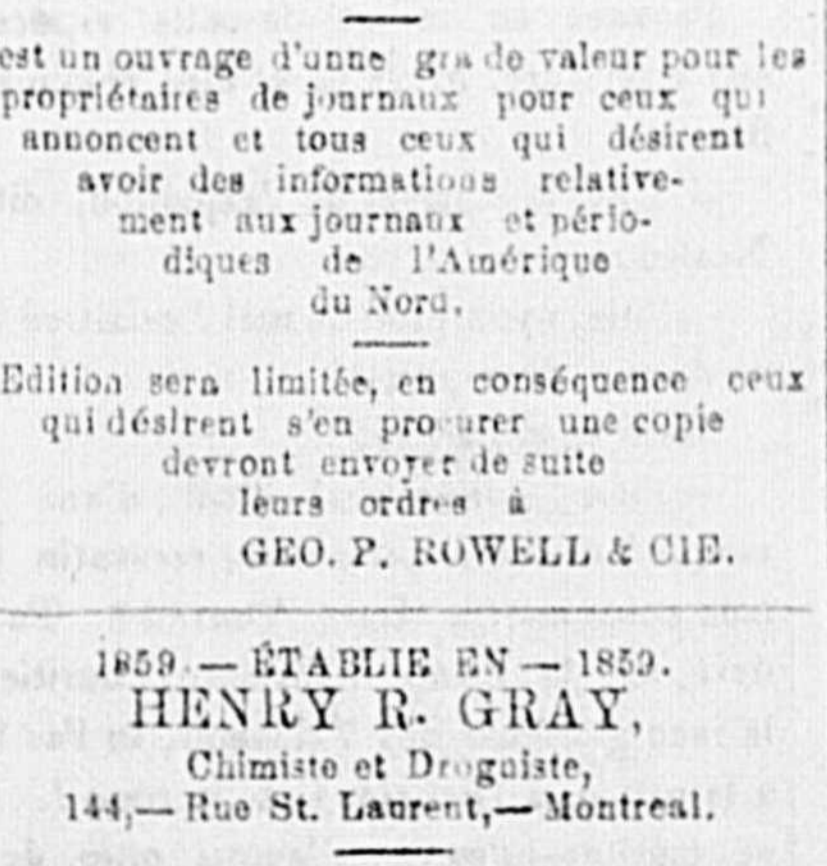 est un ouvrage d'unne grande valeur pour les
propriétaires de journaux pour ceux qui
annoncent et tous ceux qui désirent
avoir des informations relative-
ment aux journaux et pério-
diques de l'Amérique
du Nord.
Edition sera limitée, en conséquence ceux
qui désirent s'en procurer une copie
devront envoyer de suite
leurs ordres à
GEO. P. ROWELL & CIE.
1859.—ÉTABLIE EN—1859.
HENRY R. GRAY,
Chimiste et Droguiste,
144,—Rue St. Laurent,—Montreal.